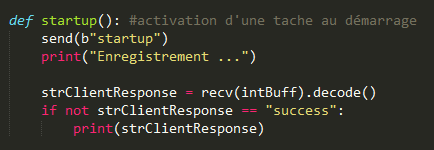 def startup(): #activation d'une tache au démarrage
    send(b"startup")
    print("Enregistrement ...")

    strClientResponse = recv(intBuff).decode()
    if not strClientResponse == "success":
        print(strClientResponse)